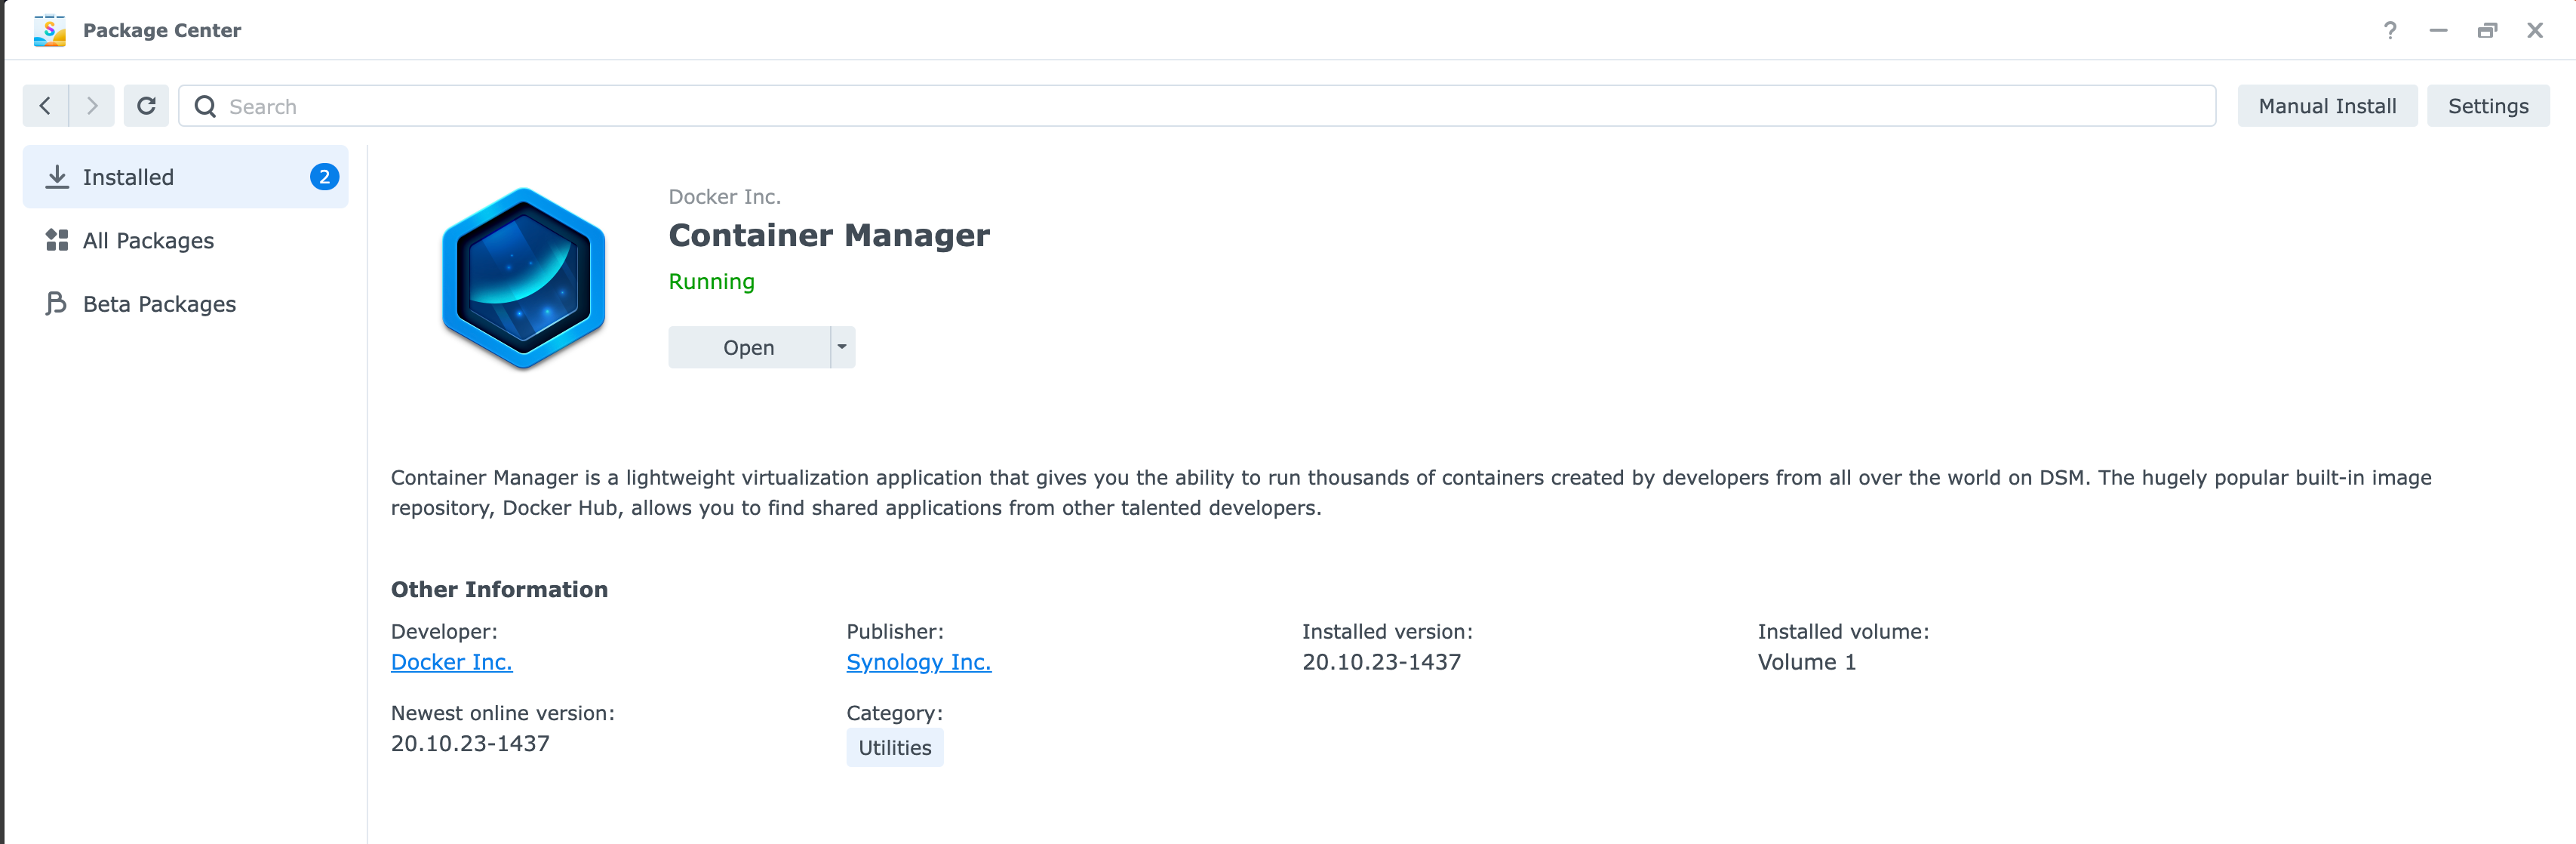 Package Center
?
Search
Manual Install
Settings
Installed
2
All Packages
Beta Packages
Docker Inc.
Container Manager
Running
Open
Container Manager is a lightweight virtualization application that gives you the ability to run thousands of containers created by developers from all over the world on DSM. The hugely popular built-in image
repository, Docker Hub, allows you to find shared applications from other talented developers.
Other Information
Developer:
Docker Inc.
Publisher:
Synology Inc.
Installed version:
20.10.23-1437
Installed volume:
Volume 1
Newest online version:
20.10.23-1437
Category:
Utilities